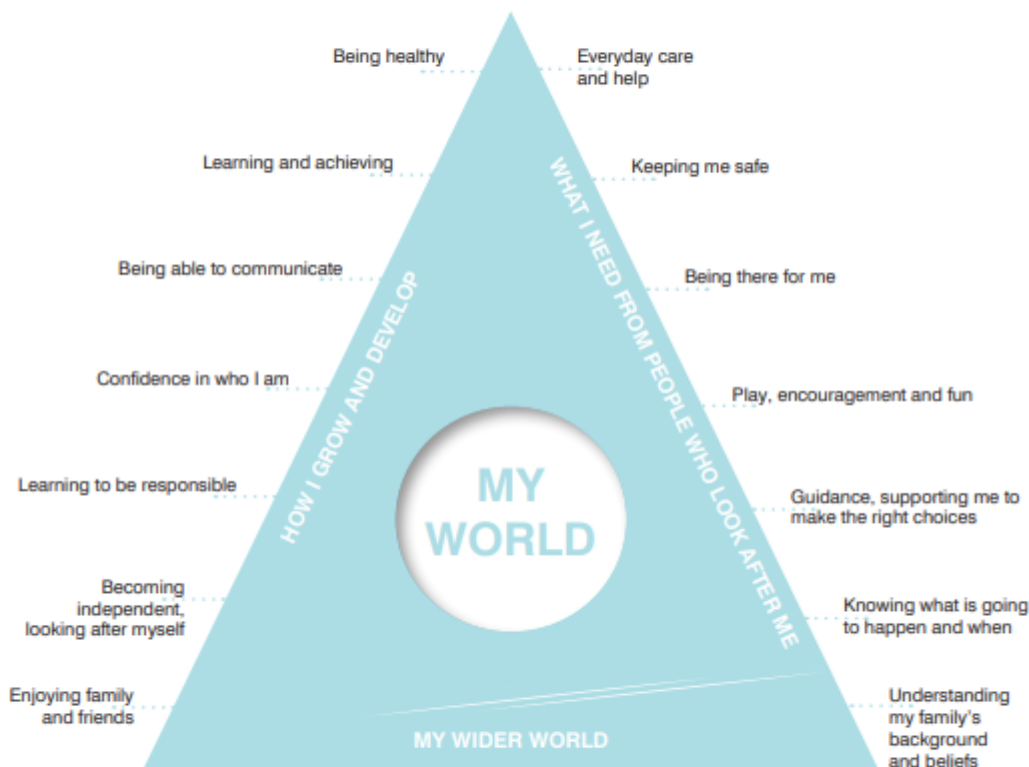 Being healthy
Everyday care
and help
Learning and achieving
Keeping me safe
Being able to communicate
Being there for me
Confidence in who I am
Play, encouragement and fun
Learning to be responsible
Guidance, supporting me to
make the right choices
Becoming
independent,
looking after myself
Knowing what is going
to happen and when
Enjoying family
and friends
Understanding
my family's
background
and beliefs
HOW I GROW AND DEVELOP
WHAT I NEED FROM PEOPLE WHO LOOK AFTER ME
MY
WORLD
MY WIDER WORLD